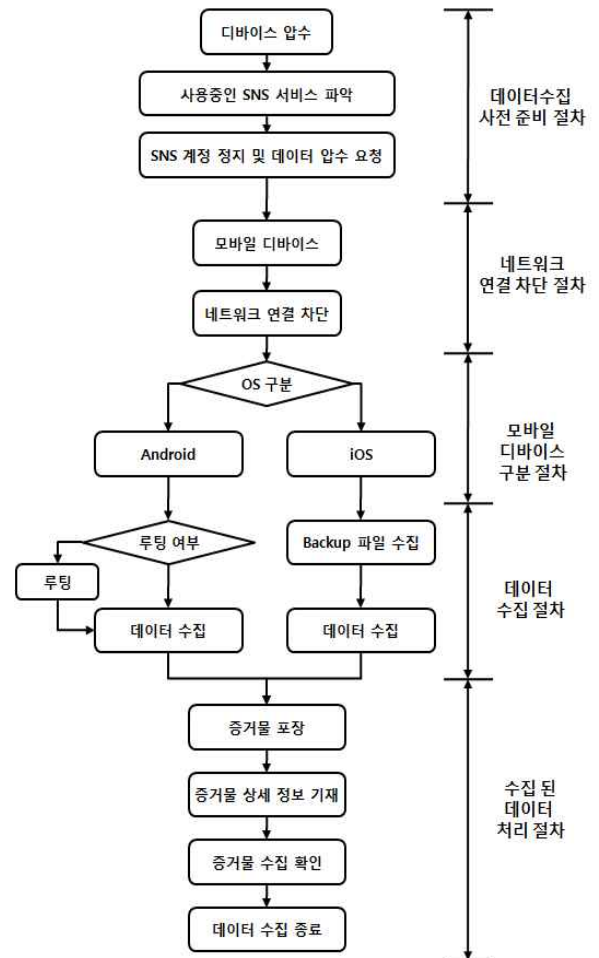 디바이스 압수
사용중인 SNS 서비스 파악
SNS 계정 정지 및 데이터 압수 요청
데이터수집
사전 준비 절차
모바일 디바이스
네트워크 연결 차단
네트워크
연결 차단 절차
OS 구분
Android
iOS
모바일
디바이스
구분 절차
루팅 여부
Backup 파일 수집
루팅
데이터 수집
데이터 수집
데이터
수집 절차
증거물 포장
증거물 상세 정보 기재
증거물 수집 확인
데이터 수집 종료
수집 된
데이터
처리 절차